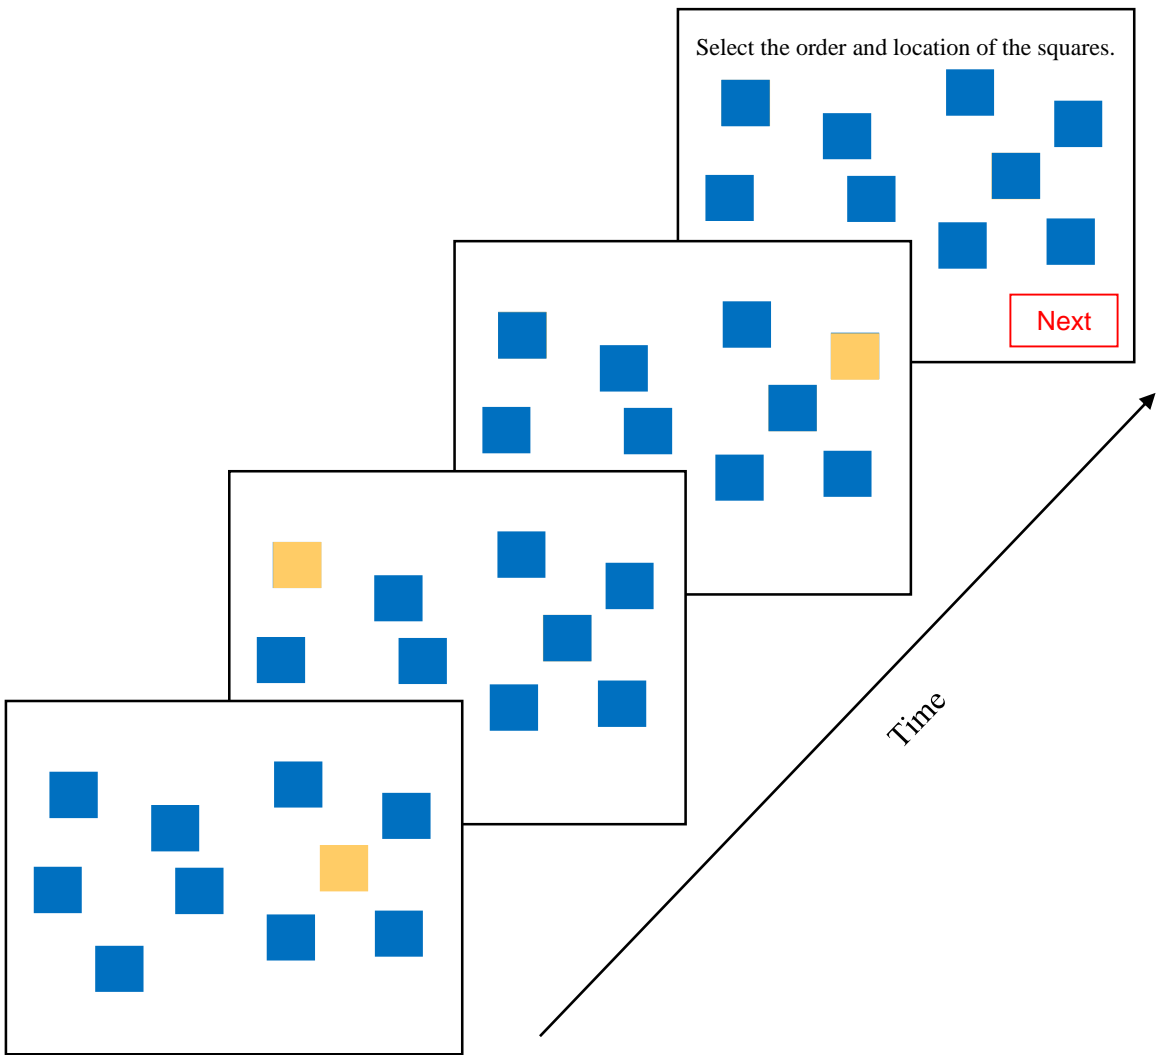 Select the order and location of the squares.
Next
Time